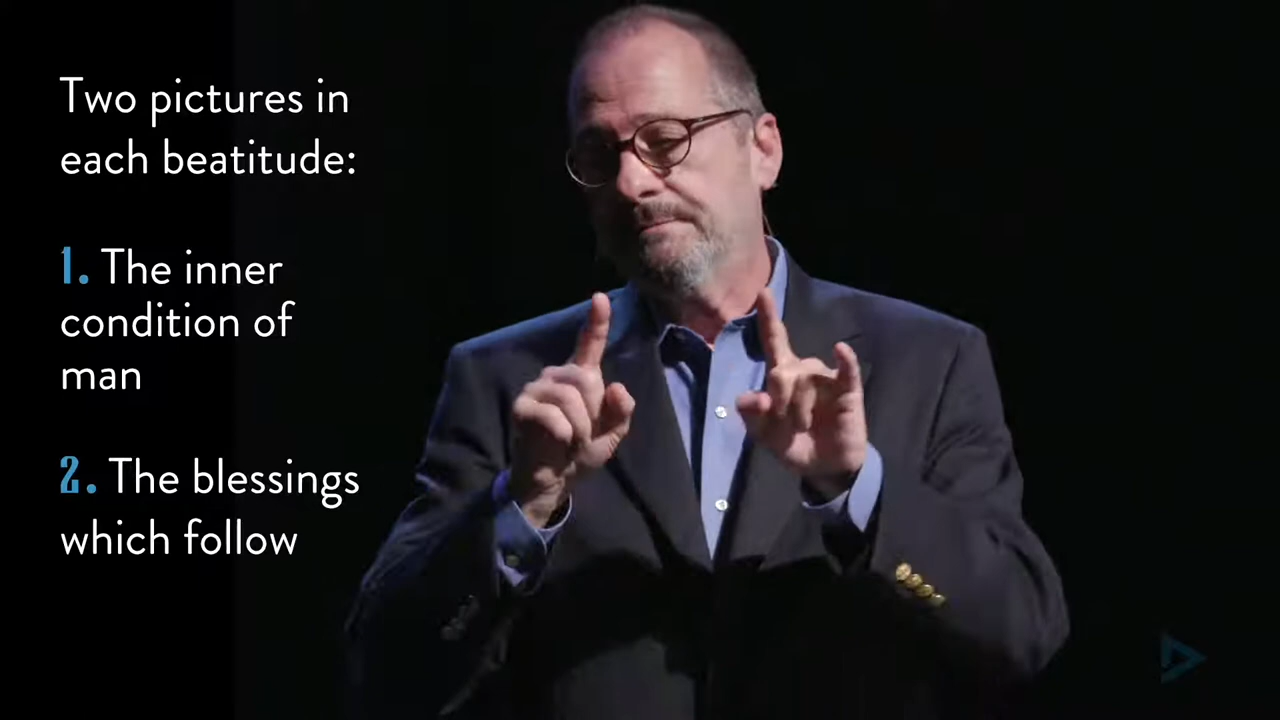 Two pictures in
each beatitude:
1. The inner
condition of
man
2. The blessings
which follow